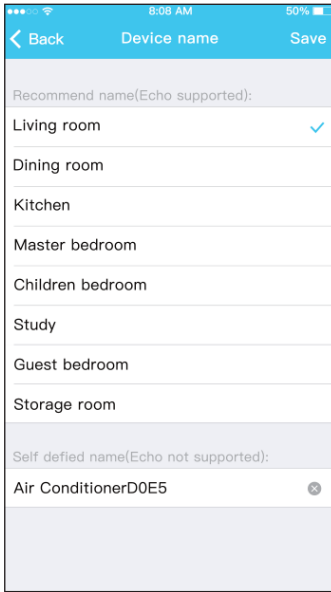 8:08 AM 50%
Back Device name Save
Recommend name(Echo supported):
Living room
Dining room
Kitchen
Master bedroom
Children bedroom
Study
Guest bedroom
Storage room
Self defied name(Echo not supported):
Air ConditionerD0E5